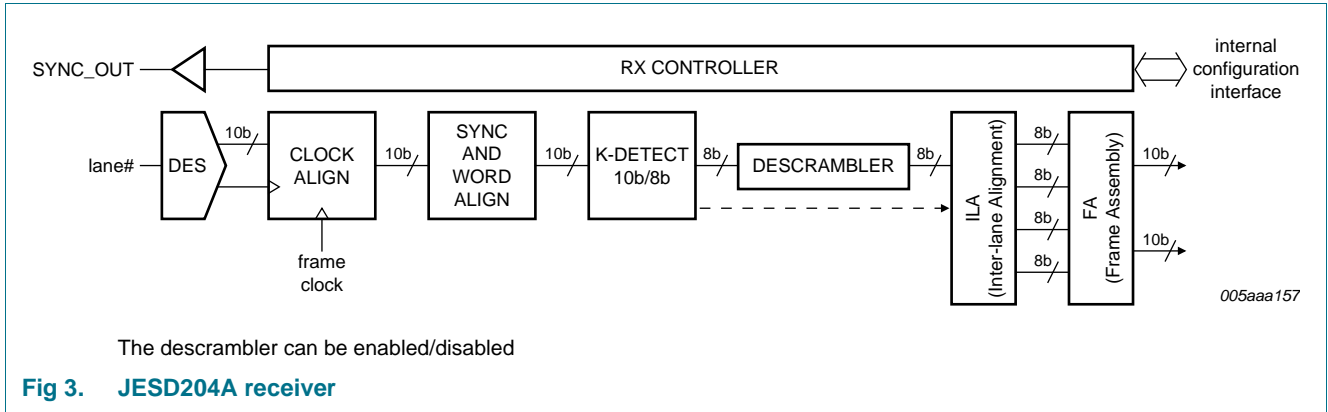 SYNC_OUT
RX CONTROLLER
internal
configuration
interface
lane#
DES
10b
CLOCK
ALIGN
frame
clock
10b
SYNC
AND
WORD
ALIGN
10b
K-DETECT
10b/8b
8b
DESCRAMBLER
8b
ILA
(Inter-lane Alignment)
8b
8b
8b
8b
FA
(Frame Assembly)
10b
10b
005aaa157
The descrambler can be enabled/disabled
Fig 3. JESD204A receiver